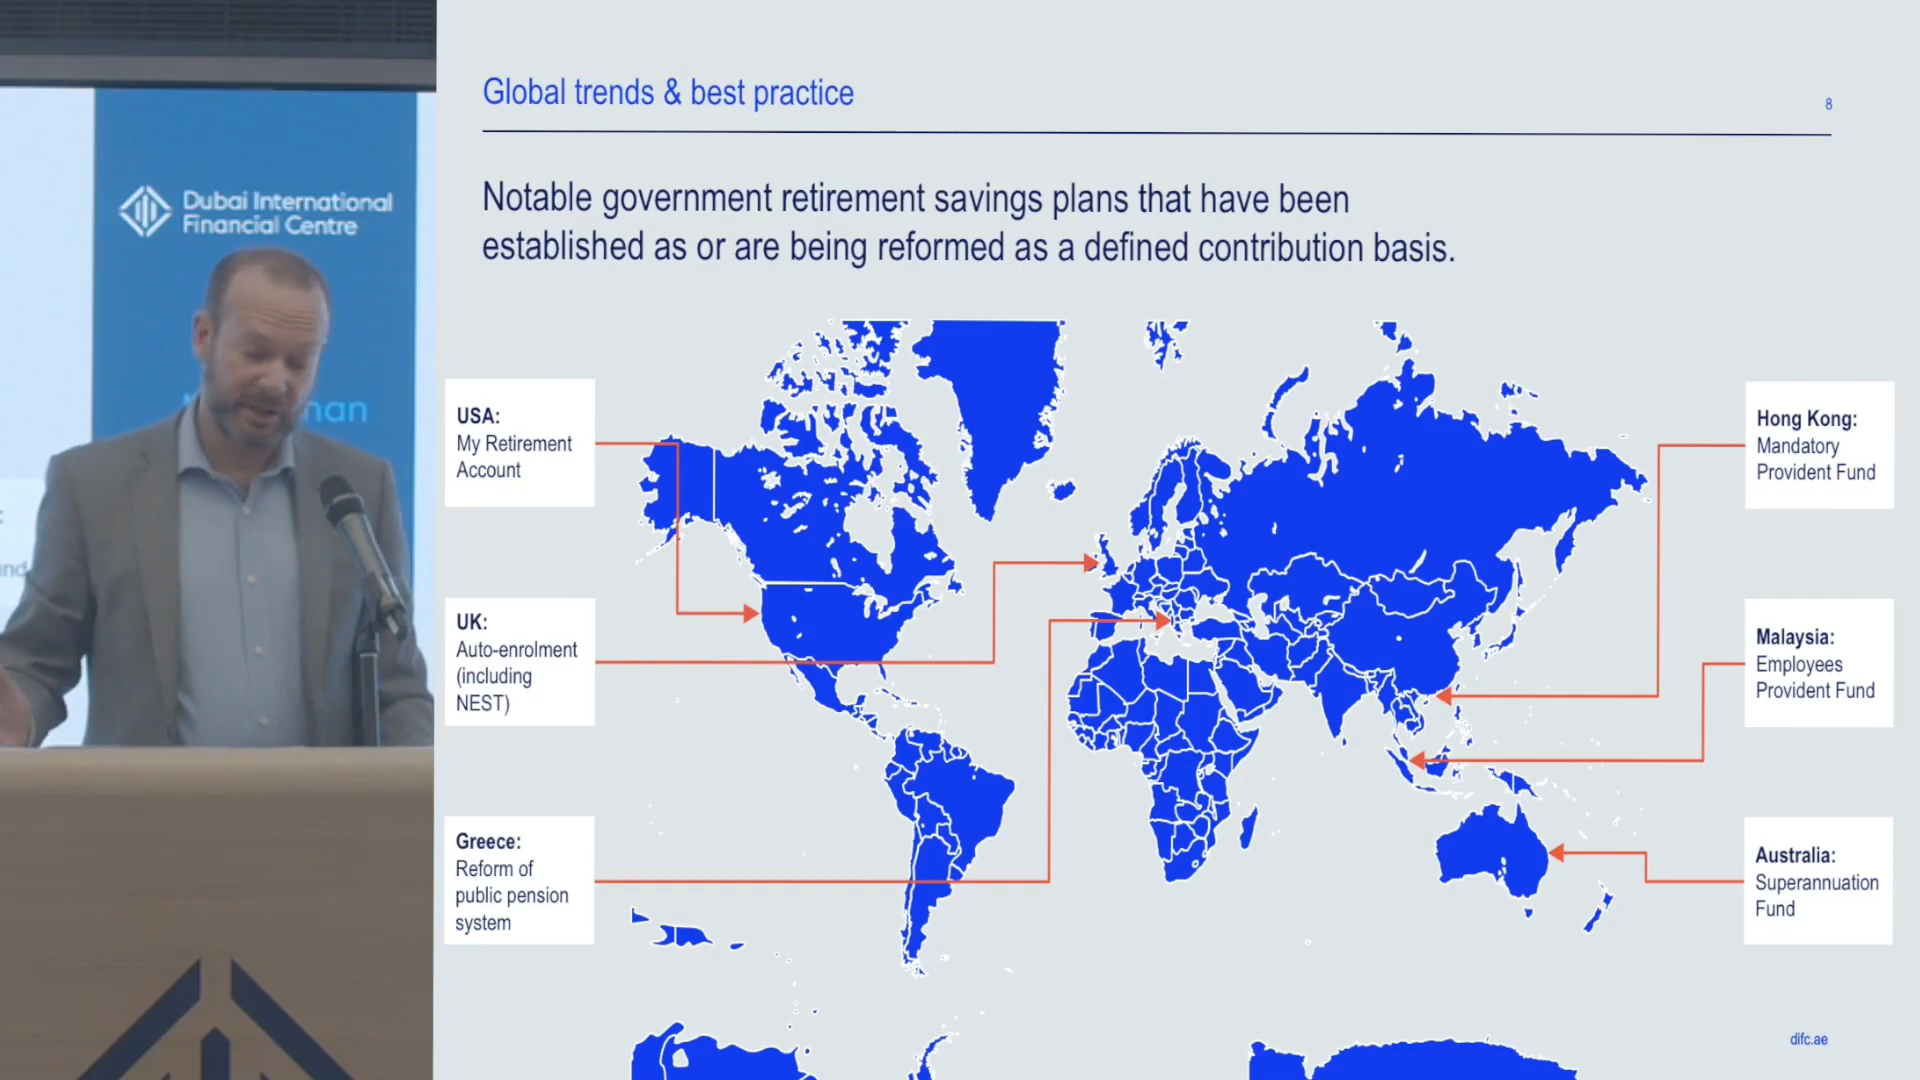 Dubai International
Financial Centre
Global trends & best practice
8
Notable government retirement savings plans that have been
established as or are being reformed as a defined contribution basis.
USA:
My Retirement
Account
UK:
Auto-enrolment
(including
NEST)
Greece:
Reform of
public pension
system
Hong Kong:
Mandatory
Provident Fund
Malaysia:
Employees
Provident Fund
Australia:
Superannuation
Fund
difc.ae